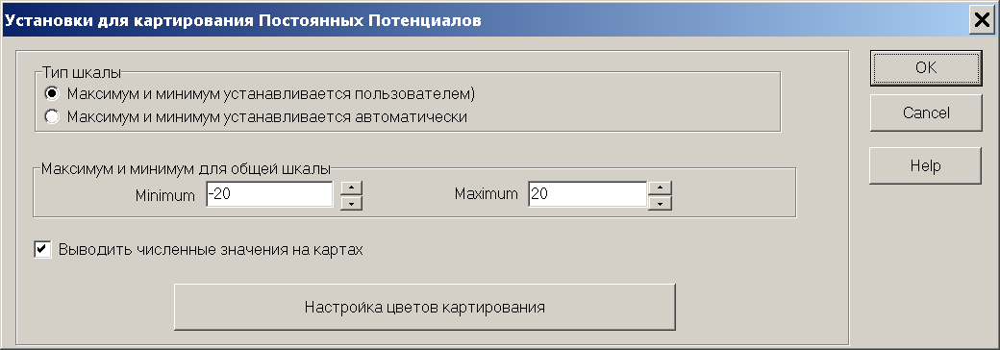 Установки для картирования Постоянных Потенциалов
Тип шкалы
Максимум и минимум устанавливается пользователем)
Максимум и минимум устанавливается автоматически
Максимум и минимум для общей шкалы
Minimum -20 Maximum 20
Выводить численные значения на картах
Настройка цветов картирования
OK
Cancel
Help